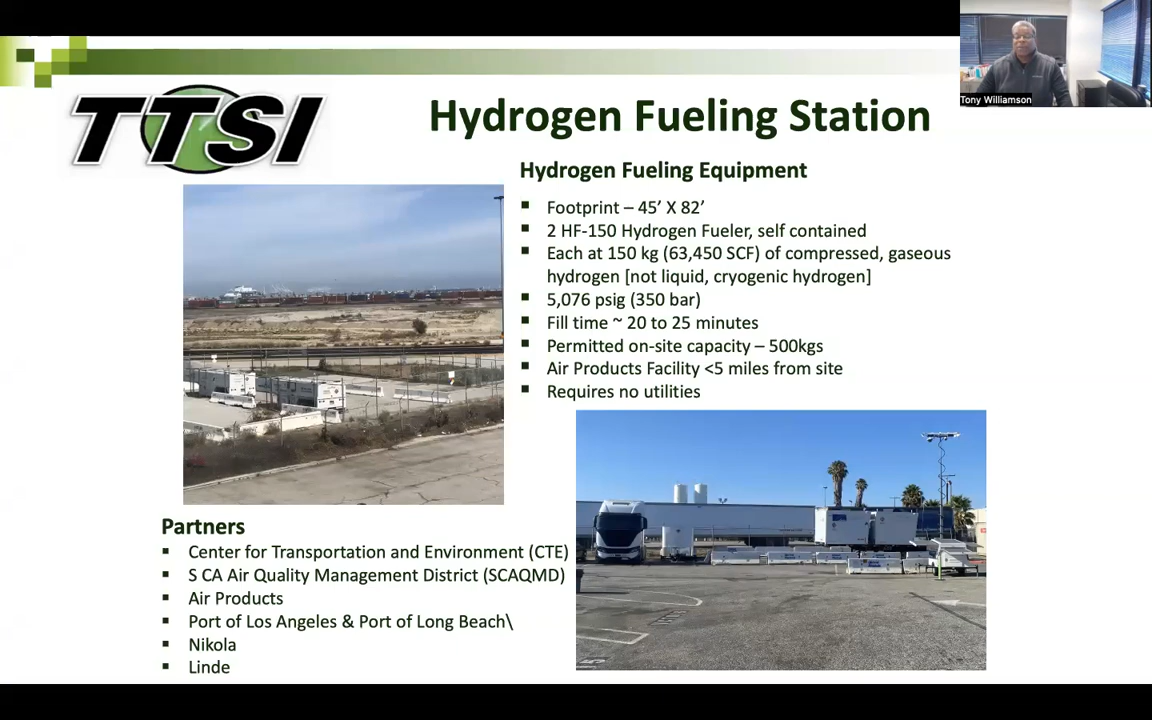 Tony Williamson
TTSI
Hydrogen Fueling Station
Hydrogen Fueling Equipment
Footprint – 45’ X 82’
2 HF-150 Hydrogen Fueler, self contained
Each at 150 kg (63,450 SCF) of compressed, gaseous
hydrogen [not liquid, cryogenic hydrogen]
5,076 psig (350 bar)
Fill time ~ 20 to 25 minutes
Permitted on-site capacity – 500kgs
Air Products Facility <5 miles from site
Requires no utilities
Partners
Center for Transportation and Environment (CTE)
S CA Air Quality Management District (SCAQMD)
Air Products
Port of Los Angeles & Port of Long Beach\
Nikola
Linde